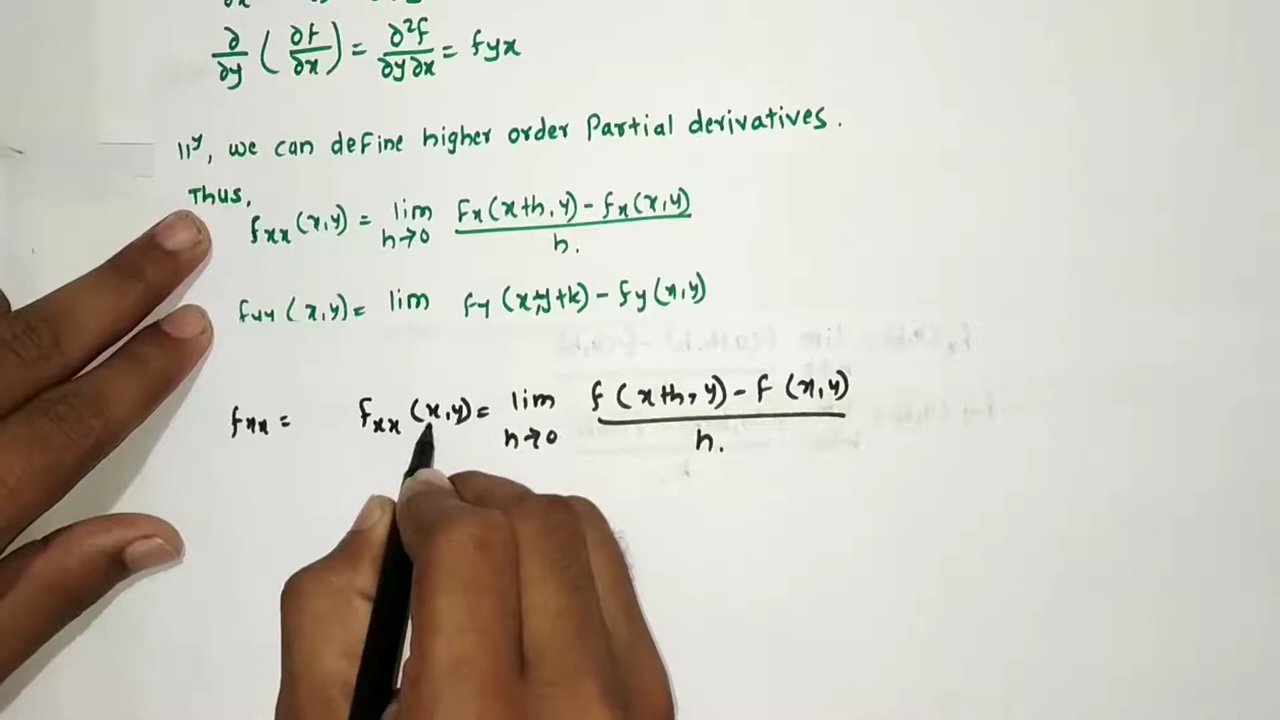 ∂/∂y (∂f/∂x) = ∂²f/∂y∂x = fyx
111y, we can define higher order Partial derivatives.
Thus,
fxx(x,y) = lim h→0 Fx(x+h,y) - fx(x,y) / h.
fyy(x,y) = lim fy(x,y+k) - fy(x,y)
fxx = fxx(x,y) = lim h→0 f(x+h,y) - f(x,y) / h.